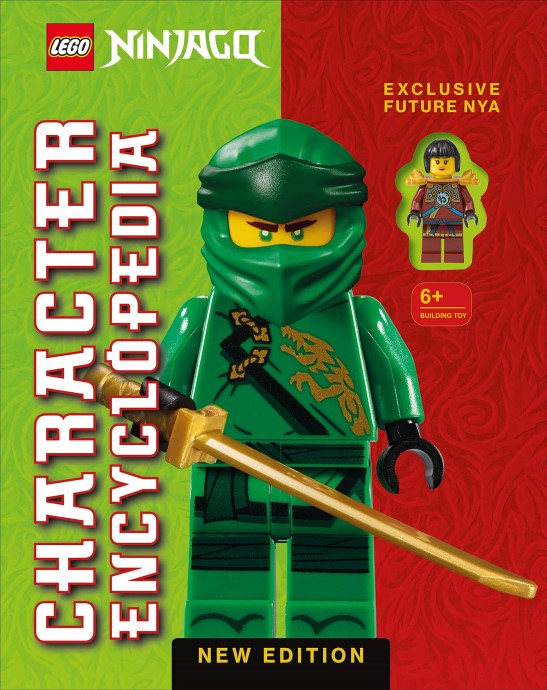 LEGO NINJAGO
EXCLUSIVE
FUTURE NYA
6+
BUILDING TOY
CHARACTER
ENCYCLOPEDIA
NEW EDITION